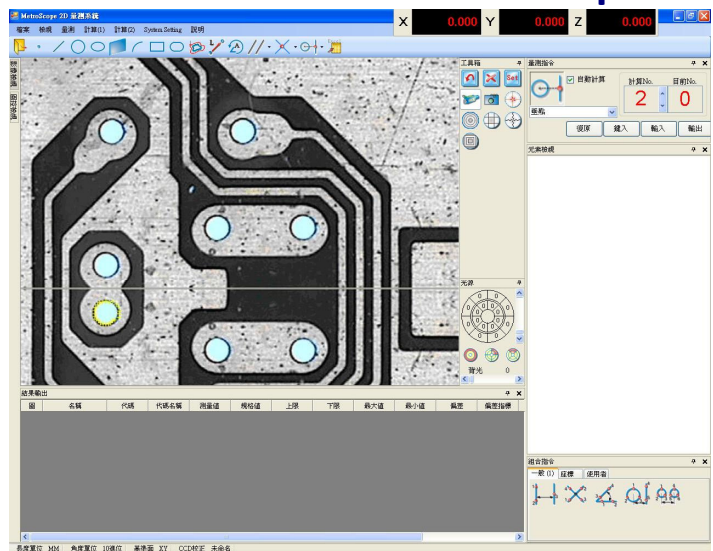 MetroScope 2D 量測系統
X 0.000 Y 0.000 Z 0.000
檔案 檢視 量測 計算(1) 計算(2) System Setting 說明
工具箱
Set
量測指令
自動計算
計算No. 目前No.
2 0
垂點
復原 鍵入 輸入 輸出
元素檢視
光源
背光 0
結果輸出
圖 名稱 代碼 代碼名稱 測量值 規格值 上限 下限 最大值 最小值 偏差 偏差指標
組合指令
一般 (1) 座標 使用者
長度單位 MM 角度單位 10進位 基準面 XY CCD校正 未命名